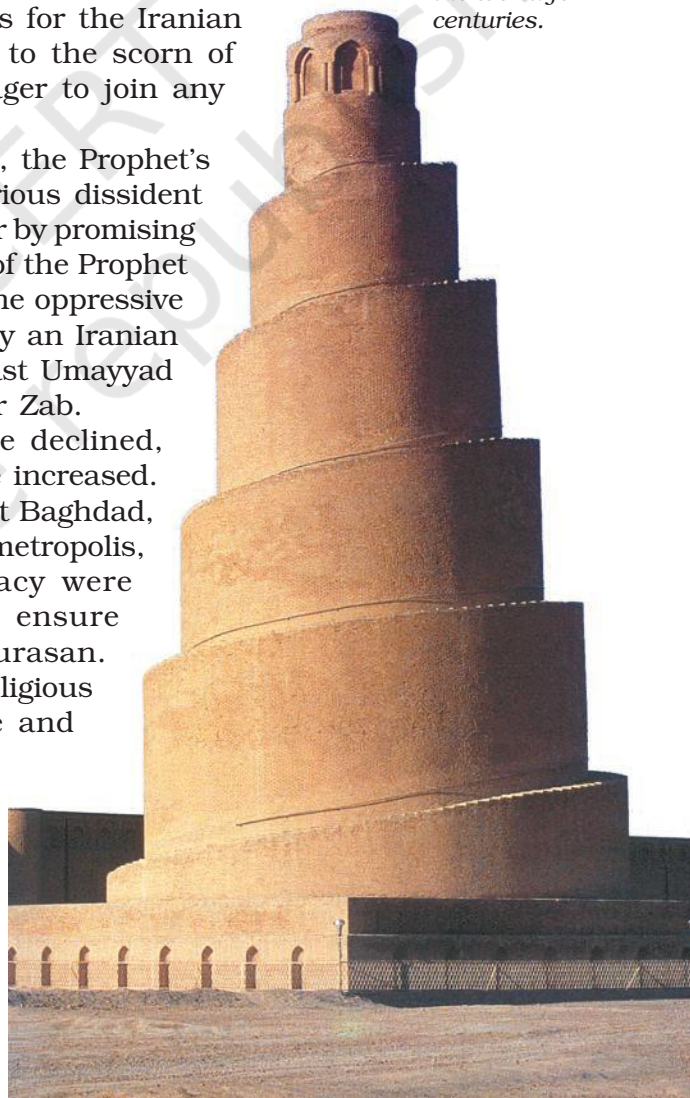 centuries.
s for the Iranian
to the scorn of
ger to join any
, the Prophet's
rious dissident
r by promising
of the Prophet
he oppressive
y an Iranian
ast Umayyad
r Zab.
e declined,
e increased.
t Baghdad,
metropolis,
acy were
ensure
urasan.
ligious
e and